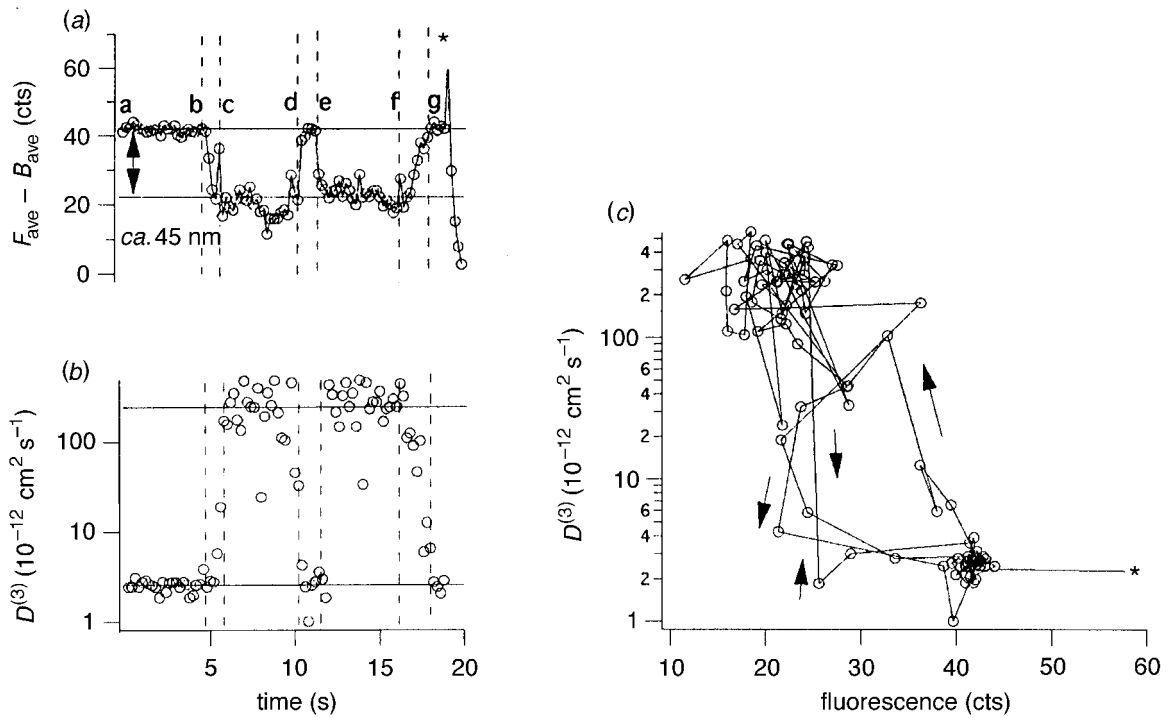 (a)
*
60
40
20
0
F_ave − B_ave (cts)
a b c d e f g
ca. 45 nm
(b)
100
10
1
D^(3) (10^−12 cm^2 s^−1)
5 10 15 20
time (s)
(c)
4
2
100
6
4
2
10
6
4
2
1
D^(3) (10^−12 cm^2 s^−1)
*
10 20 30 40 50 60
fluorescence (cts)